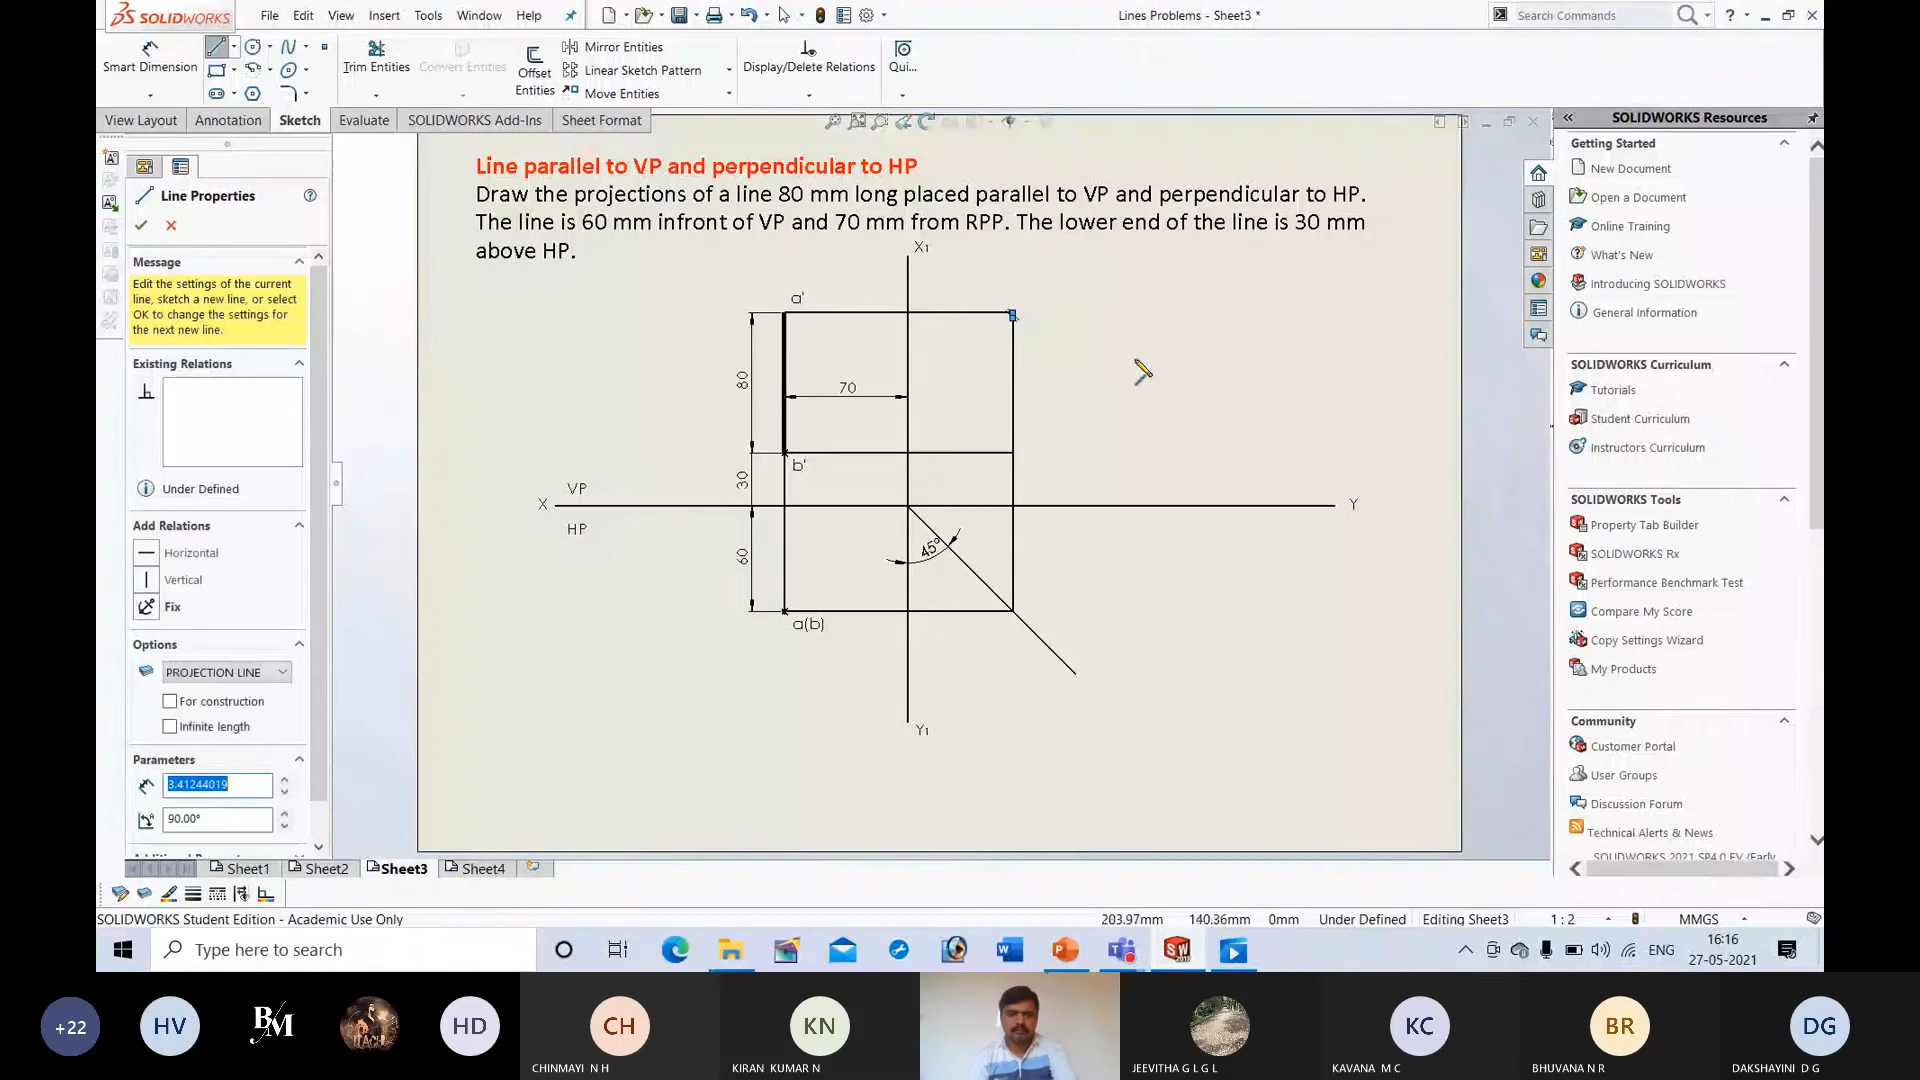 SOLIDWORKS
File Edit View Insert Tools Window Help
Lines Problems - Sheet3 *
Search Commands
Smart Dimension
Trim Entities
Convert Entities
Offset Entities
Mirror Entities
Linear Sketch Pattern
Move Entities
Display/Delete Relations
Qui...
View Layout Annotation Sketch Evaluate SOLIDWORKS Add-Ins Sheet Format
Line Properties
Message
Edit the settings of the current
line, sketch a new line, or select
OK to change the settings for
the next new line.
Existing Relations
Under Defined
Add Relations
Horizontal
Vertical
Fix
Options
PROJECTION LINE
For construction
Infinite length
Parameters
3.41244019
90.00°
Line parallel to VP and perpendicular to HP
Draw the projections of a line 80 mm long placed parallel to VP and perpendicular to HP.
The line is 60 mm infront of VP and 70 mm from RPP. The lower end of the line is 30 mm
above HP.
X1
a'
80
70
b'
30
VP
X
Y
HP
45°
60
a(b)
Y1
SOLIDWORKS Resources
Getting Started
New Document
Open a Document
Online Training
What's New
Introducing SOLIDWORKS
General Information
SOLIDWORKS Curriculum
Tutorials
Student Curriculum
Instructors Curriculum
SOLIDWORKS Tools
Property Tab Builder
SOLIDWORKS Rx
Performance Benchmark Test
Compare My Score
Copy Settings Wizard
My Products
Community
Customer Portal
User Groups
Discussion Forum
Technical Alerts & News
SOLIDWORKS 2021 SP4.0 EV (Early
Sheet1 Sheet2 Sheet3 Sheet4
SOLIDWORKS Student Edition - Academic Use Only
203.97mm 140.36mm 0mm Under Defined Editing Sheet3 1 : 2 MMGS
Type here to search
ENG
16:16
27-05-2021
+22
HV
BM
HD
CH
KN
KC
BR
DG
CHINMAYI N H
KIRAN KUMAR N
JEEVITHA G L G L
KAVANA M C
BHUVANA N R
DAKSHAYINI D G